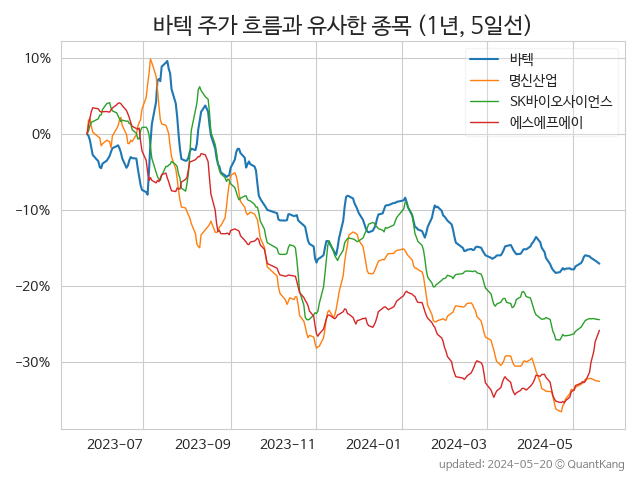 바텍 주가 흐름과 유사한 종목 (1년, 5일선)
바텍
명신산업
SK바이오사이언스
에스에프에이
10%
0%
−10%
−20%
−30%
2023-07 2023-09 2023-11 2024-01 2024-03 2024-05
updated: 2024-05-20 © QuantKang